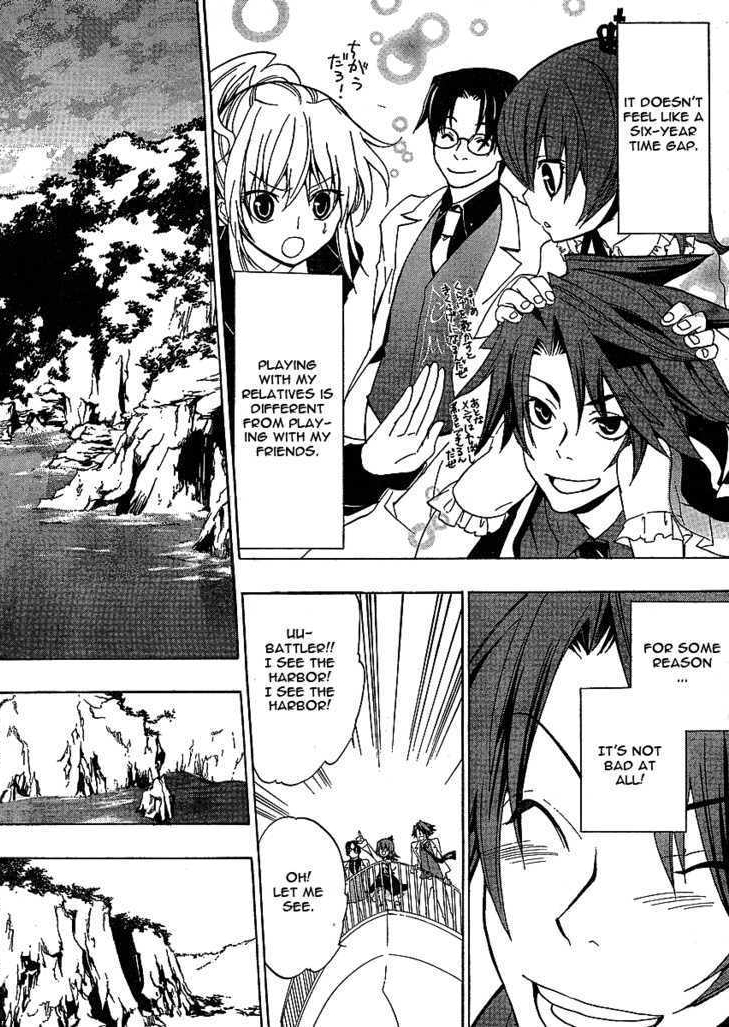 IT DOESN'T
FEEL LIKE A
SIX-YEAR
TIME GAP.
ちがう
だろ!
PLAYING
WITH MY
RELATIVES IS
DIFFERENT
FROM PLAY-
ING WITH MY
FRIENDS.
FOR SOME
REASON
...
IT'S NOT
BAD AT
ALL!
UU-
BATTLER!!
I SEE THE
HARBOR!
I SEE THE
HARBOR!
OH!
LET ME
SEE.